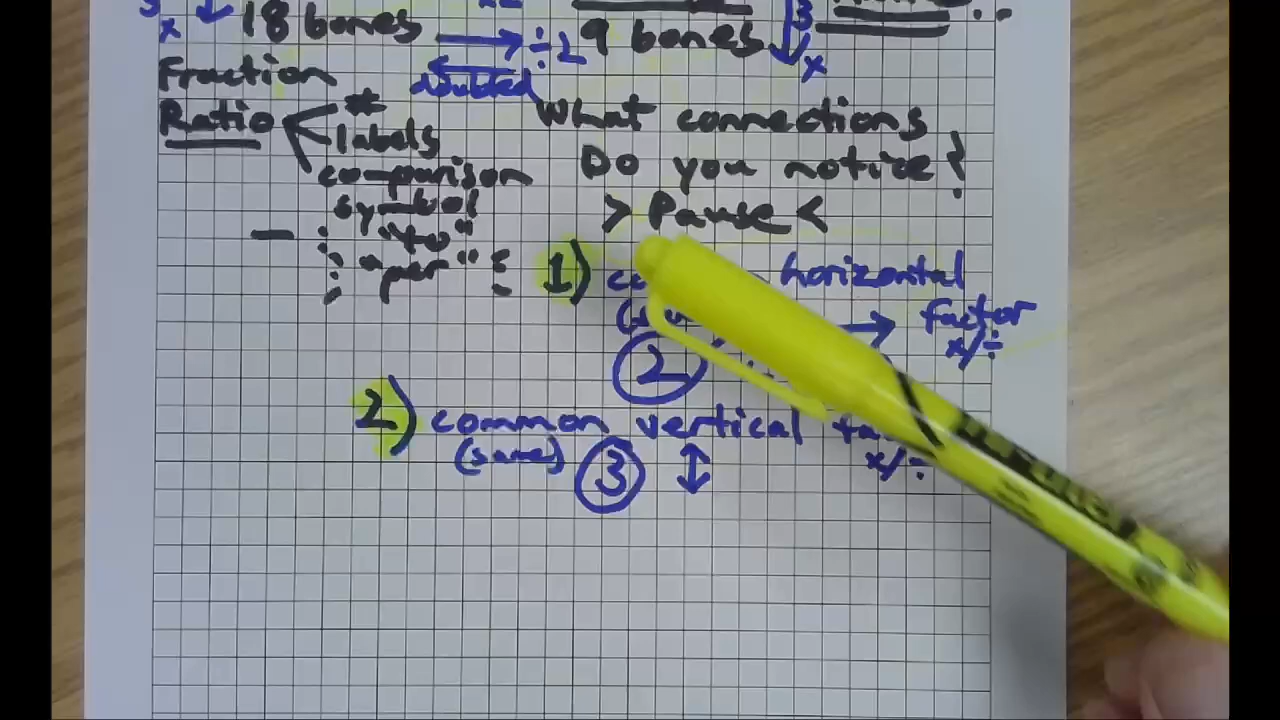 18 bones
÷2
9 bones
3
x
x
doubled
Fraction
Ratio
#
labels
comparison
symbol
"to"
"per"
—
:
What connections
Do you notice?
> Pause <
1) horizontal
factor
x/÷
2
2) common vertical
(same) 3
x/÷